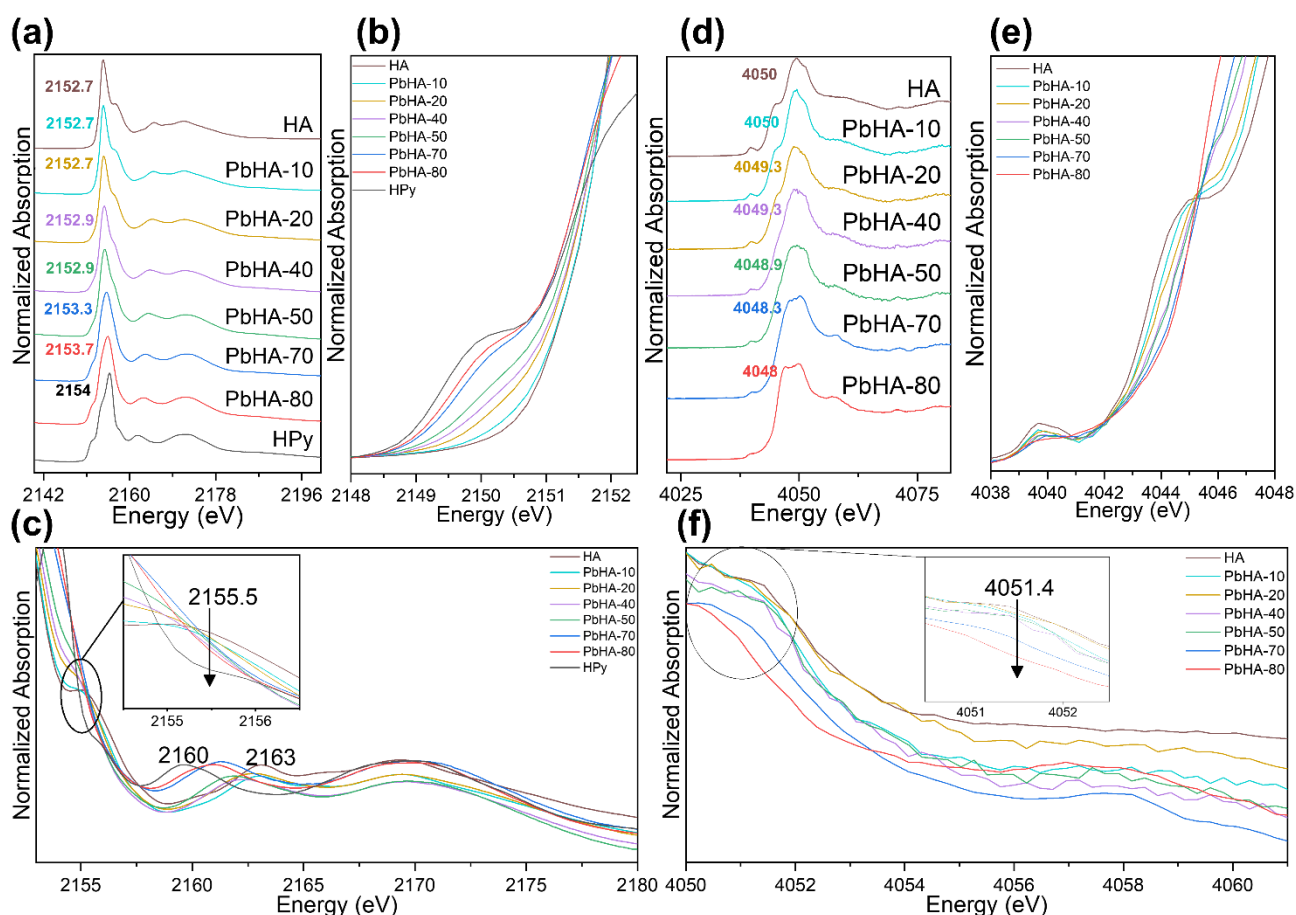 (a)
Normalized Absorption
2152.7
HA
2152.7
PbHA-10
2152.7
PbHA-20
2152.9
PbHA-40
2152.9
PbHA-50
2153.3
PbHA-70
2153.7
PbHA-80
2154
HPy
2142 2160 2178 2196
Energy (eV)
(b)
Normalized Absorption
HA
PbHA-10
PbHA-20
PbHA-40
PbHA-50
PbHA-70
PbHA-80
HPy
2148 2149 2150 2151 2152
Energy (eV)
(d)
Normalized Absorption
4050
HA
4050
PbHA-10
4049.3
PbHA-20
4049.3
PbHA-40
4048.9
PbHA-50
4048.3
PbHA-70
4048
PbHA-80
4025 4050 4075
Energy (eV)
(e)
Normalized Absorption
HA
PbHA-10
PbHA-20
PbHA-40
PbHA-50
PbHA-70
PbHA-80
4038 4040 4042 4044 4046 4048
Energy (eV)
(c)
Normalized Absorption
2155.5
2155 2156
HA
PbHA-10
PbHA-20
PbHA-40
PbHA-50
PbHA-70
PbHA-80
HPy
2160 2163
2155 2160 2165 2170 2175 2180
Energy (eV)
(f)
Normalized Absorption
4051.4
4051 4052
HA
PbHA-10
PbHA-20
PbHA-40
PbHA-50
PbHA-70
PbHA-80
4050 4052 4054 4056 4058 4060
Energy (eV)